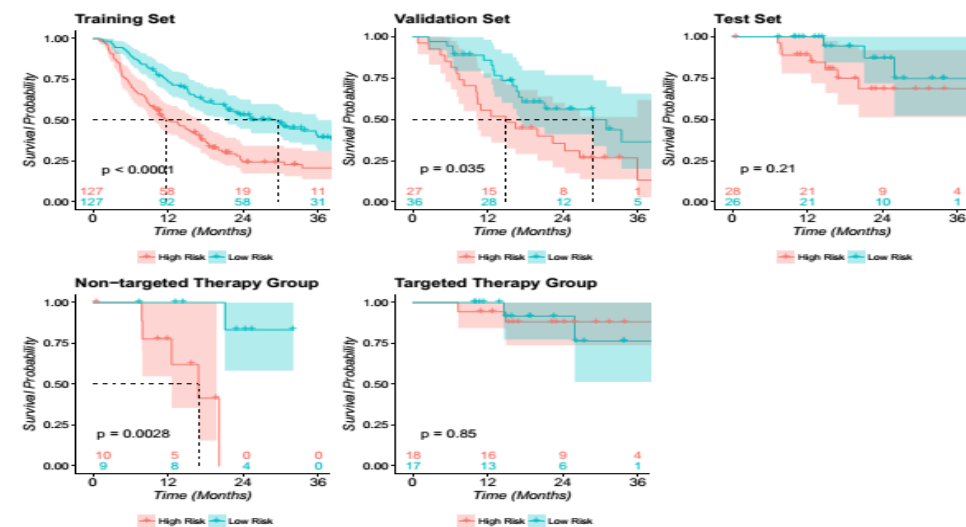 Training Set
Survival Probability
1.00
0.75
0.50
0.25
0.00
p < 0.0001
127 58 19 11
127 92 58 31
0 12 24 36
Time (Months)
High Risk Low Risk
Validation Set
Survival Probability
1.00
0.75
0.50
0.25
0.00
p = 0.035
27 15 8 1
36 28 12 5
0 12 24 36
Time (Months)
High Risk Low Risk
Test Set
Survival Probability
1.00
0.75
0.50
0.25
0.00
p = 0.21
28 21 9 4
26 21 10 1
0 12 24 36
Time (Months)
High Risk Low Risk
Non-targeted Therapy Group
Survival Probability
1.00
0.75
0.50
0.25
0.00
p = 0.0028
10 5 0 0
9 8 4 0
0 12 24 36
Time (Months)
High Risk Low Risk
Targeted Therapy Group
Survival Probability
1.00
0.75
0.50
0.25
0.00
p = 0.85
18 16 9 4
17 13 6 1
0 12 24 36
Time (Months)
High Risk Low Risk